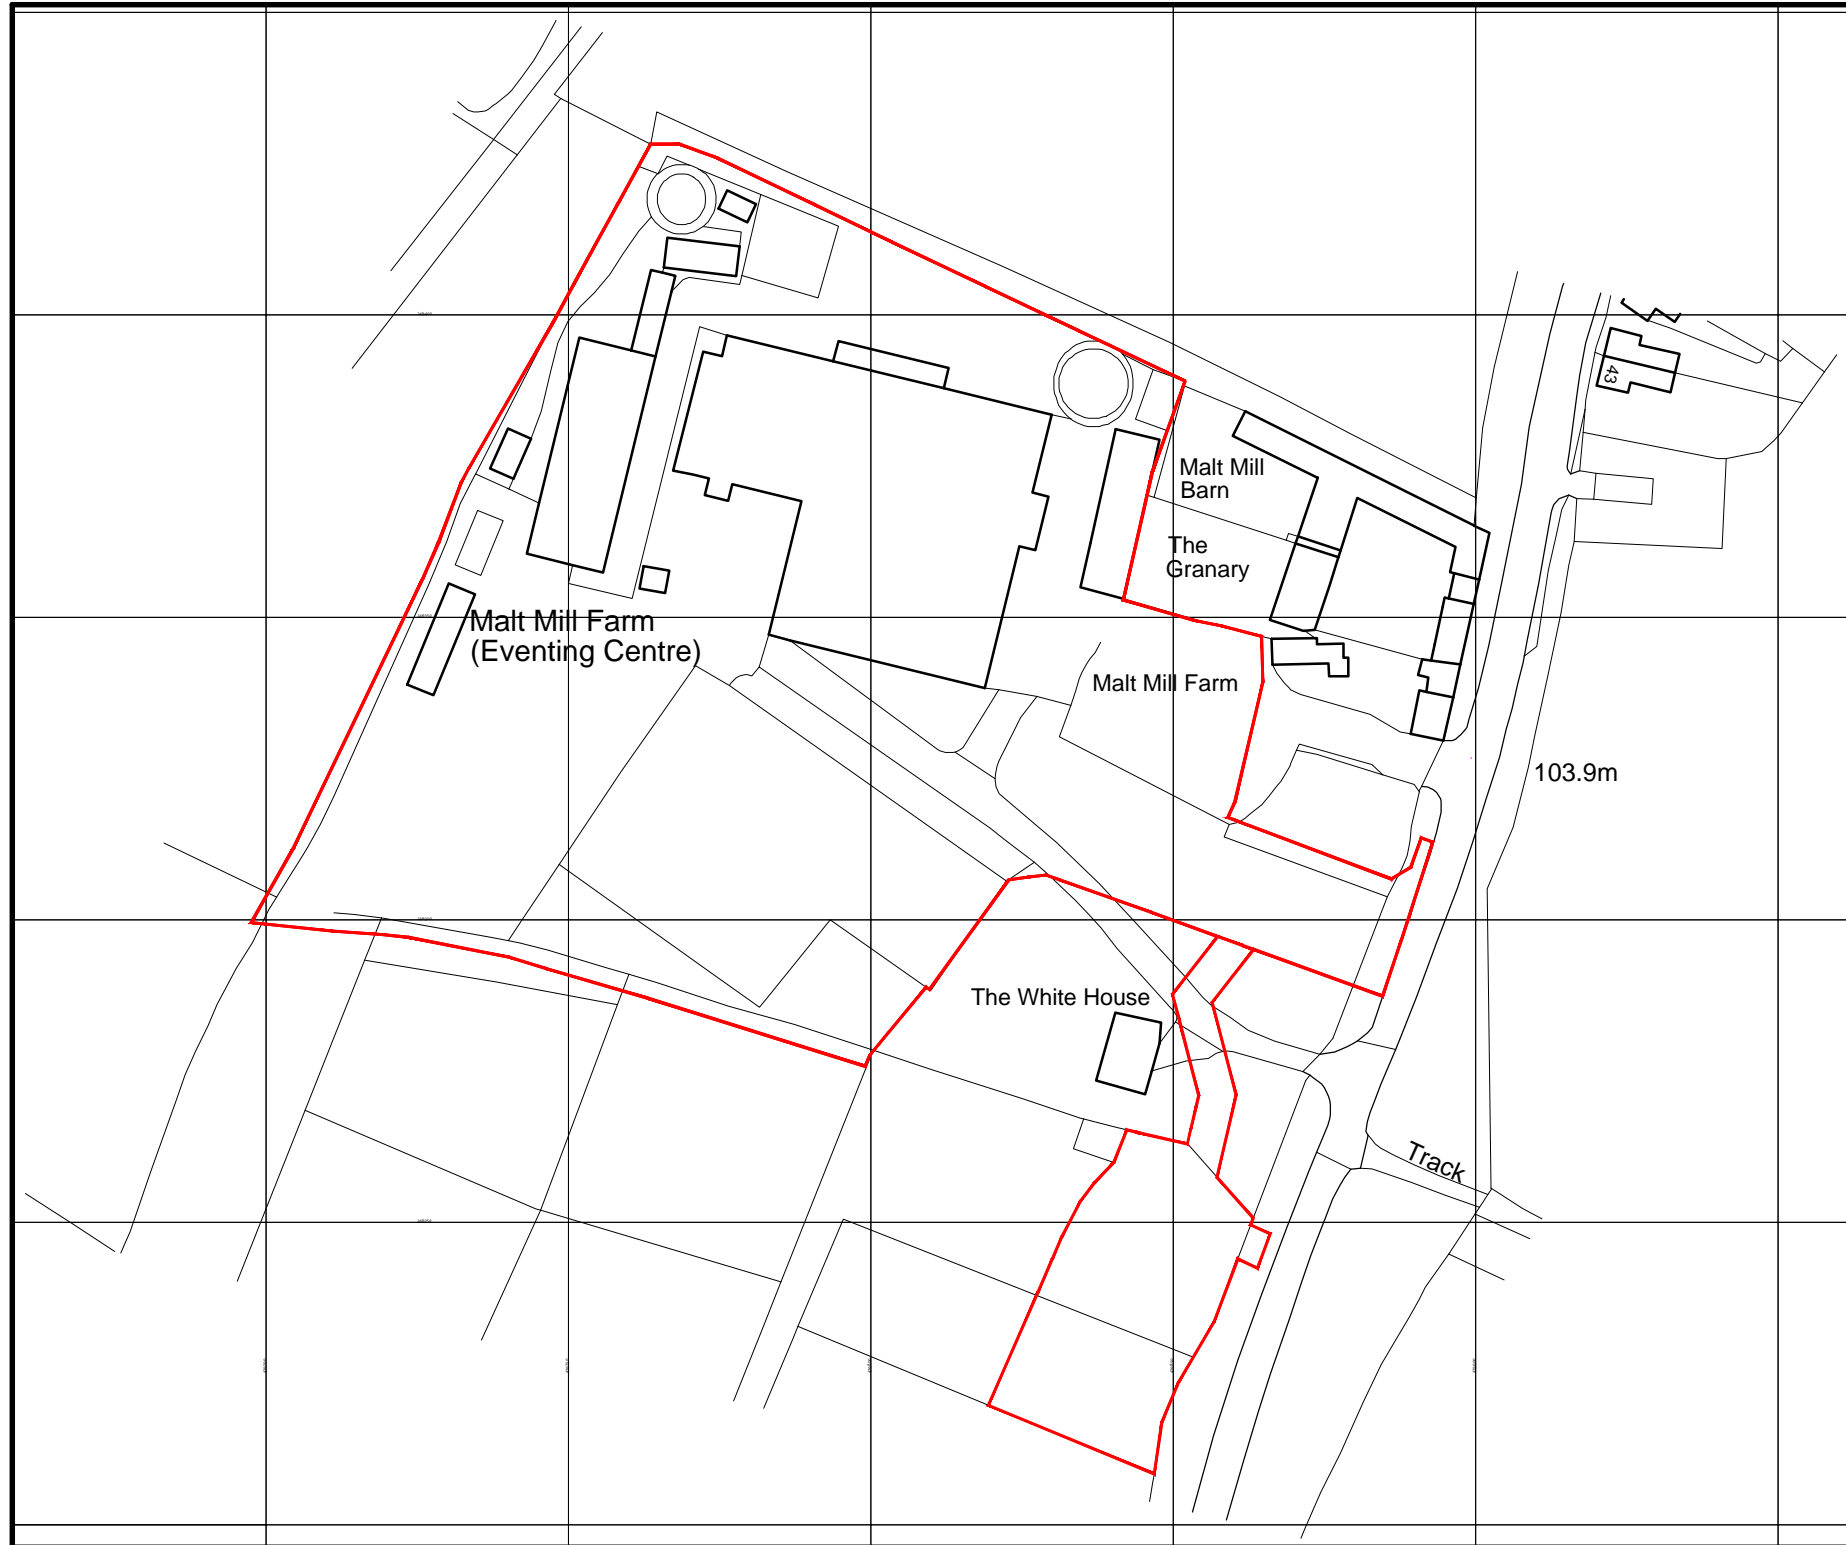 43
Malt Mill
Barn
The
Granary
Malt Mill Farm
(Eventing Centre)
Malt Mill Farm
103.9m
The White House
Track